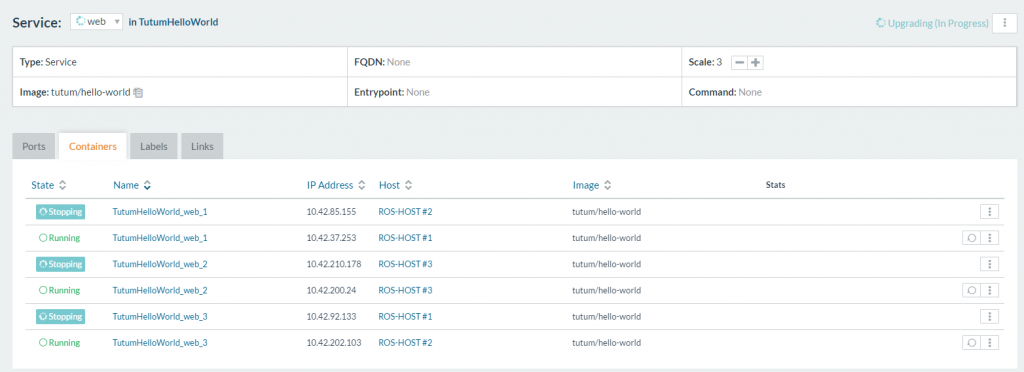 Service: web in TutumHelloWorld Upgrading (In Progress)
Type: Service FQDN: None Scale: 3
Image: tutum/hello-world Entrypoint: None Command: None
Ports Containers Labels Links
State Name IP Address Host Image Stats
Stopping TutumHelloWorld_web_1 10.42.85.155 ROS-HOST #2 tutum/hello-world
Running TutumHelloWorld_web_1 10.42.37.253 ROS-HOST #1 tutum/hello-world
Stopping TutumHelloWorld_web_2 10.42.210.178 ROS-HOST #3 tutum/hello-world
Running TutumHelloWorld_web_2 10.42.200.24 ROS-HOST #3 tutum/hello-world
Stopping TutumHelloWorld_web_3 10.42.92.133 ROS-HOST #1 tutum/hello-world
Running TutumHelloWorld_web_3 10.42.202.103 ROS-HOST #2 tutum/hello-world